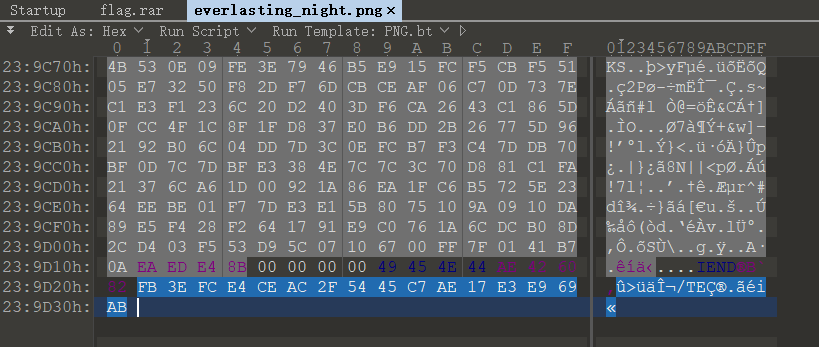 Startup flag.rar everlasting_night.png ×
Edit As: Hex Run Script Run Template: PNG.bt
0 1 2 3 4 5 6 7 8 9 A B C D E F 0123456789ABCDEF
23:9C70h: 4B 53 0E 09 FE 3E 79 46 B5 E9 15 FC F5 CB F5 51 KS..þ>yFµé.üõËõQ
23:9C80h: 05 E7 32 50 F8 2D F7 6D CB CE AF 06 C7 0D 73 7E .ç2Pø-÷mËÎ¯.Ç.s~
23:9C90h: C1 E3 F1 23 6C 20 D2 40 3D F6 CA 26 43 C1 86 5D Áãñ#l Ò@=öÊ&CÁ†]
23:9CA0h: 0F CC 4F 1C 8F 1F D8 37 E0 B6 DD 2B 26 77 5D 96 .ÌO...Ø7à¶Ý+&w]–
23:9CB0h: 21 92 B0 6C 04 DD 7D 3C 0E FC B7 F3 C4 7D DB 70 !’°l.Ý}<.ü·óÄ}Ûp
23:9CC0h: BF 0D 7C 7D BF E3 38 4E 7C 7C 3C 70 D8 81 C1 FA ¿.|}¿ã8N||<pØ.Áú
23:9CD0h: 21 37 6C A6 1D 00 92 1A 86 EA 1F C6 B5 72 5E 23 !7l¦..’.†ê.Æµr^#
23:9CE0h: 64 EE BE 01 F7 7D E3 E1 5B 80 75 10 9A 09 10 DA dî¾.÷}ãá[€u.š..Ú
23:9CF0h: 89 E5 F4 28 F2 64 17 91 E9 C0 76 1A 6C DC B0 8D ‰åô(òd.‘éÀv.lÜ°.
23:9D00h: 2C D4 03 F5 53 D9 5C 07 10 67 00 FF 7F 01 41 B7 ,Ô.õSÙ\..g.ÿ..A·
23:9D10h: 0A EA ED E4 8B 00 00 00 00 49 45 4E 44 AE 42 60 .êíä‹....IEND®B`
23:9D20h: 82 FB 3E FC E4 CE AC 2F 54 45 C7 AE 17 E3 E9 69 ‚û>üäÎ¬/TEÇ®.ãéi
23:9D30h: AB «